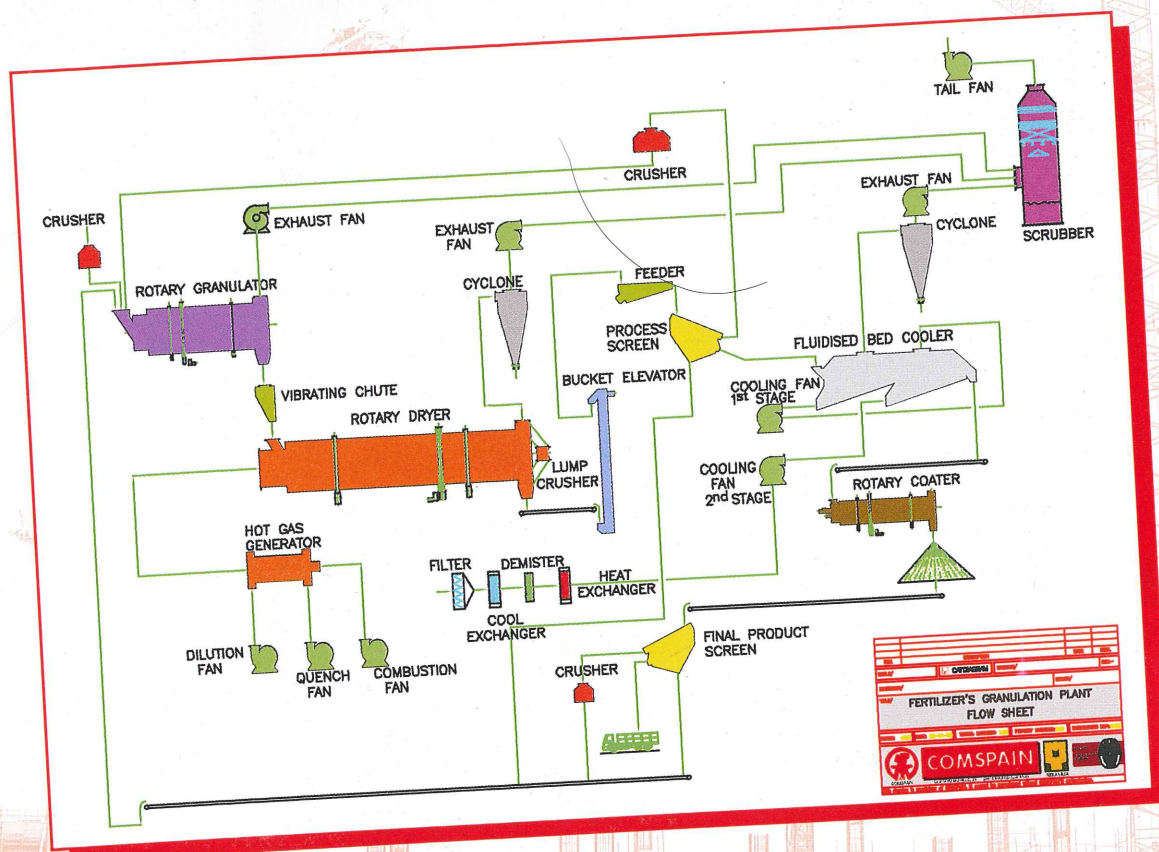 TAIL FAN
CRUSHER
EXHAUST FAN
CRUSHER
EXHAUST FAN
EXHAUST
FAN
CYCLONE
SCRUBBER
FEEDER
CYCLONE
ROTARY GRANULATOR
PROCESS
SCREEN
FLUIDISED BED COOLER
BUCKET ELEVATOR
COOLING FAN
1st STAGE
VIBRATING CHUTE
ROTARY DRYER
LUMP
CRUSHER
COOLING
FAN
2nd STAGE
ROTARY COATER
HOT GAS
GENERATOR
FILTER
DEMISTER
HEAT
EXCHANGER
COOL
EXCHANGER
DILUTION
FAN
QUENCH
FAN
COMBUSTION
FAN
CRUSHER
FINAL PRODUCT
SCREEN
FERTILIZER'S GRANULATION PLANT
FLOW SHEET
COMSPAIN